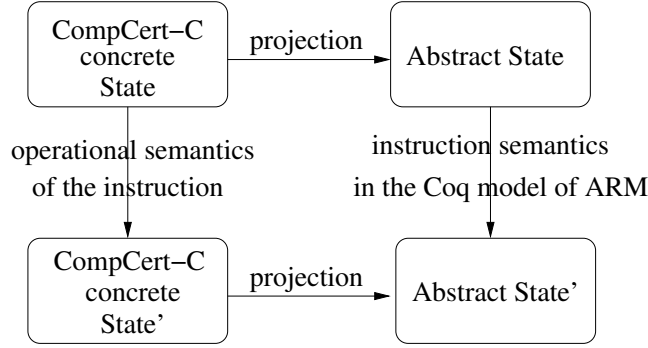 CompCert−C
concrete
State
projection
Abstract State
operational semantics
of the instruction
instruction semantics
in the Coq model of ARM
CompCert−C
concrete
State’
projection
Abstract State’